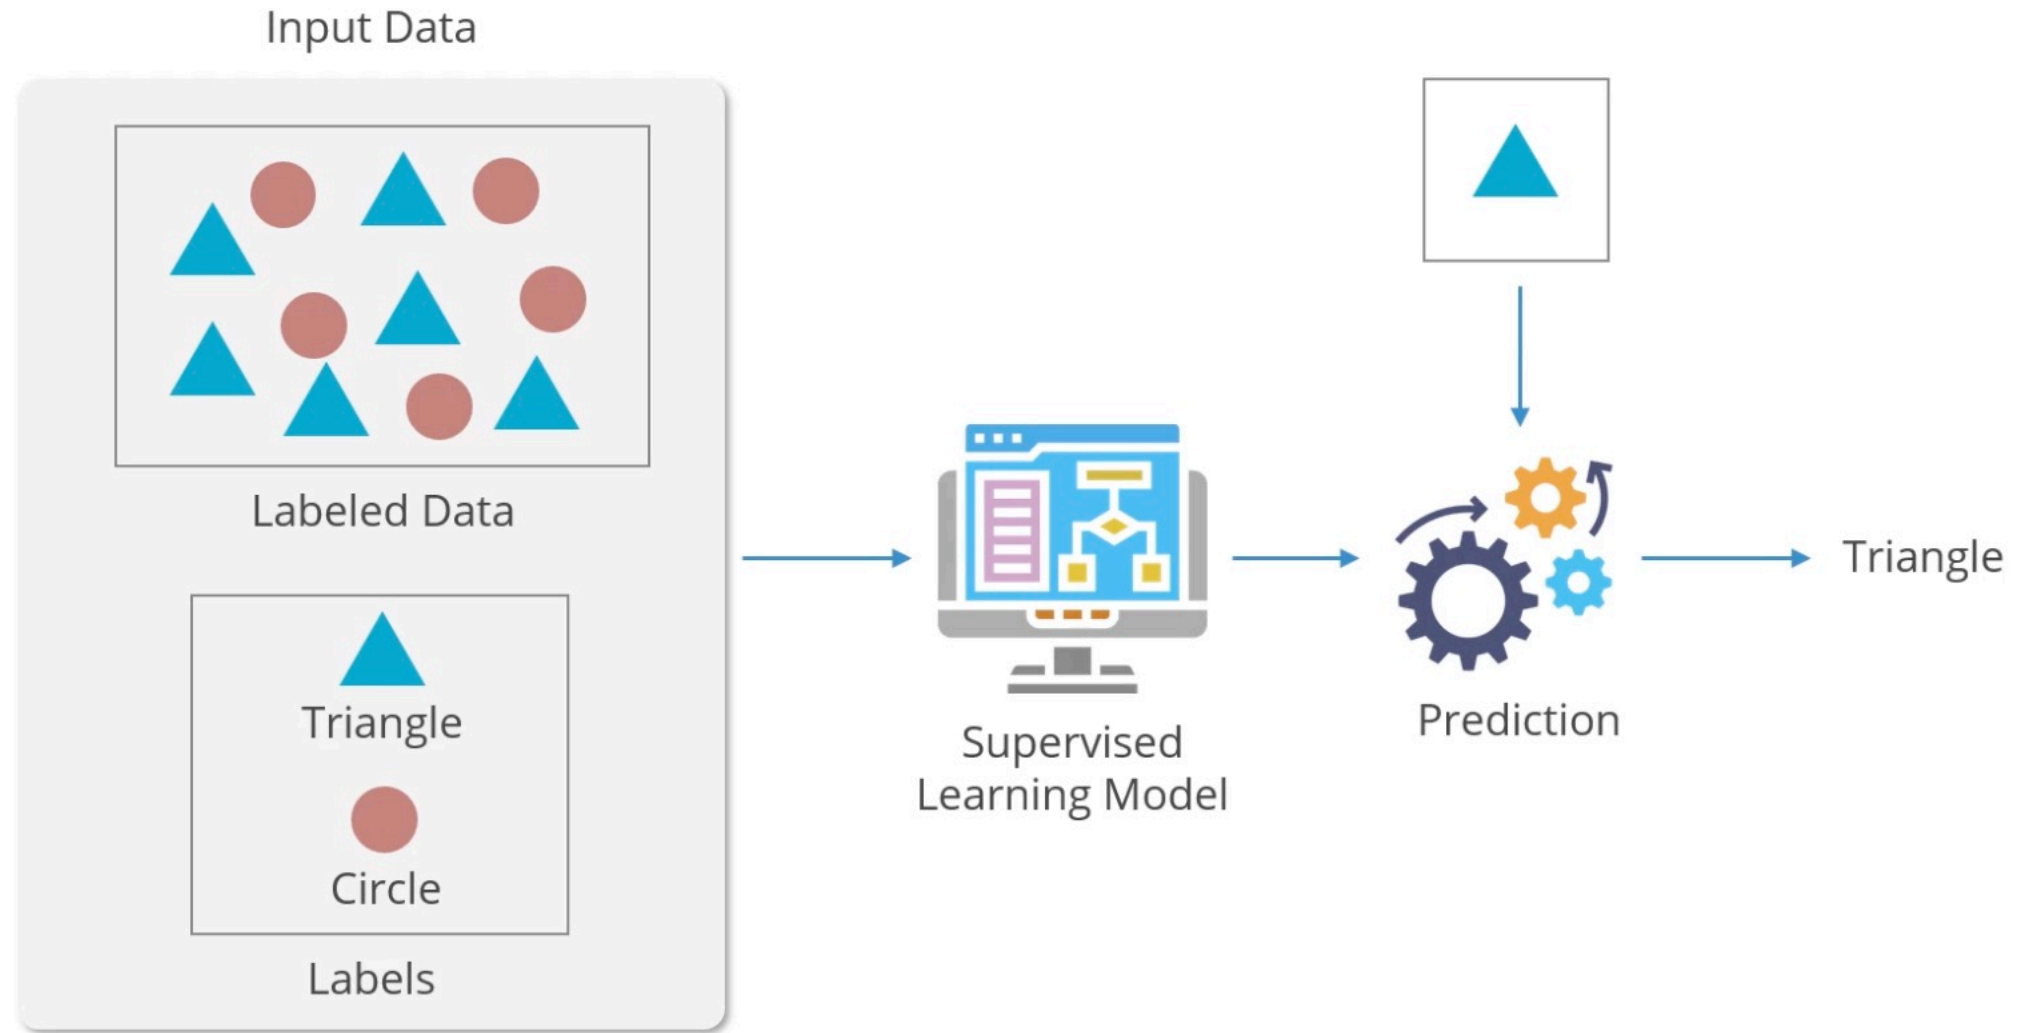 Input Data
Labeled Data
Triangle
Circle
Labels
Supervised
Learning Model
Prediction
Triangle